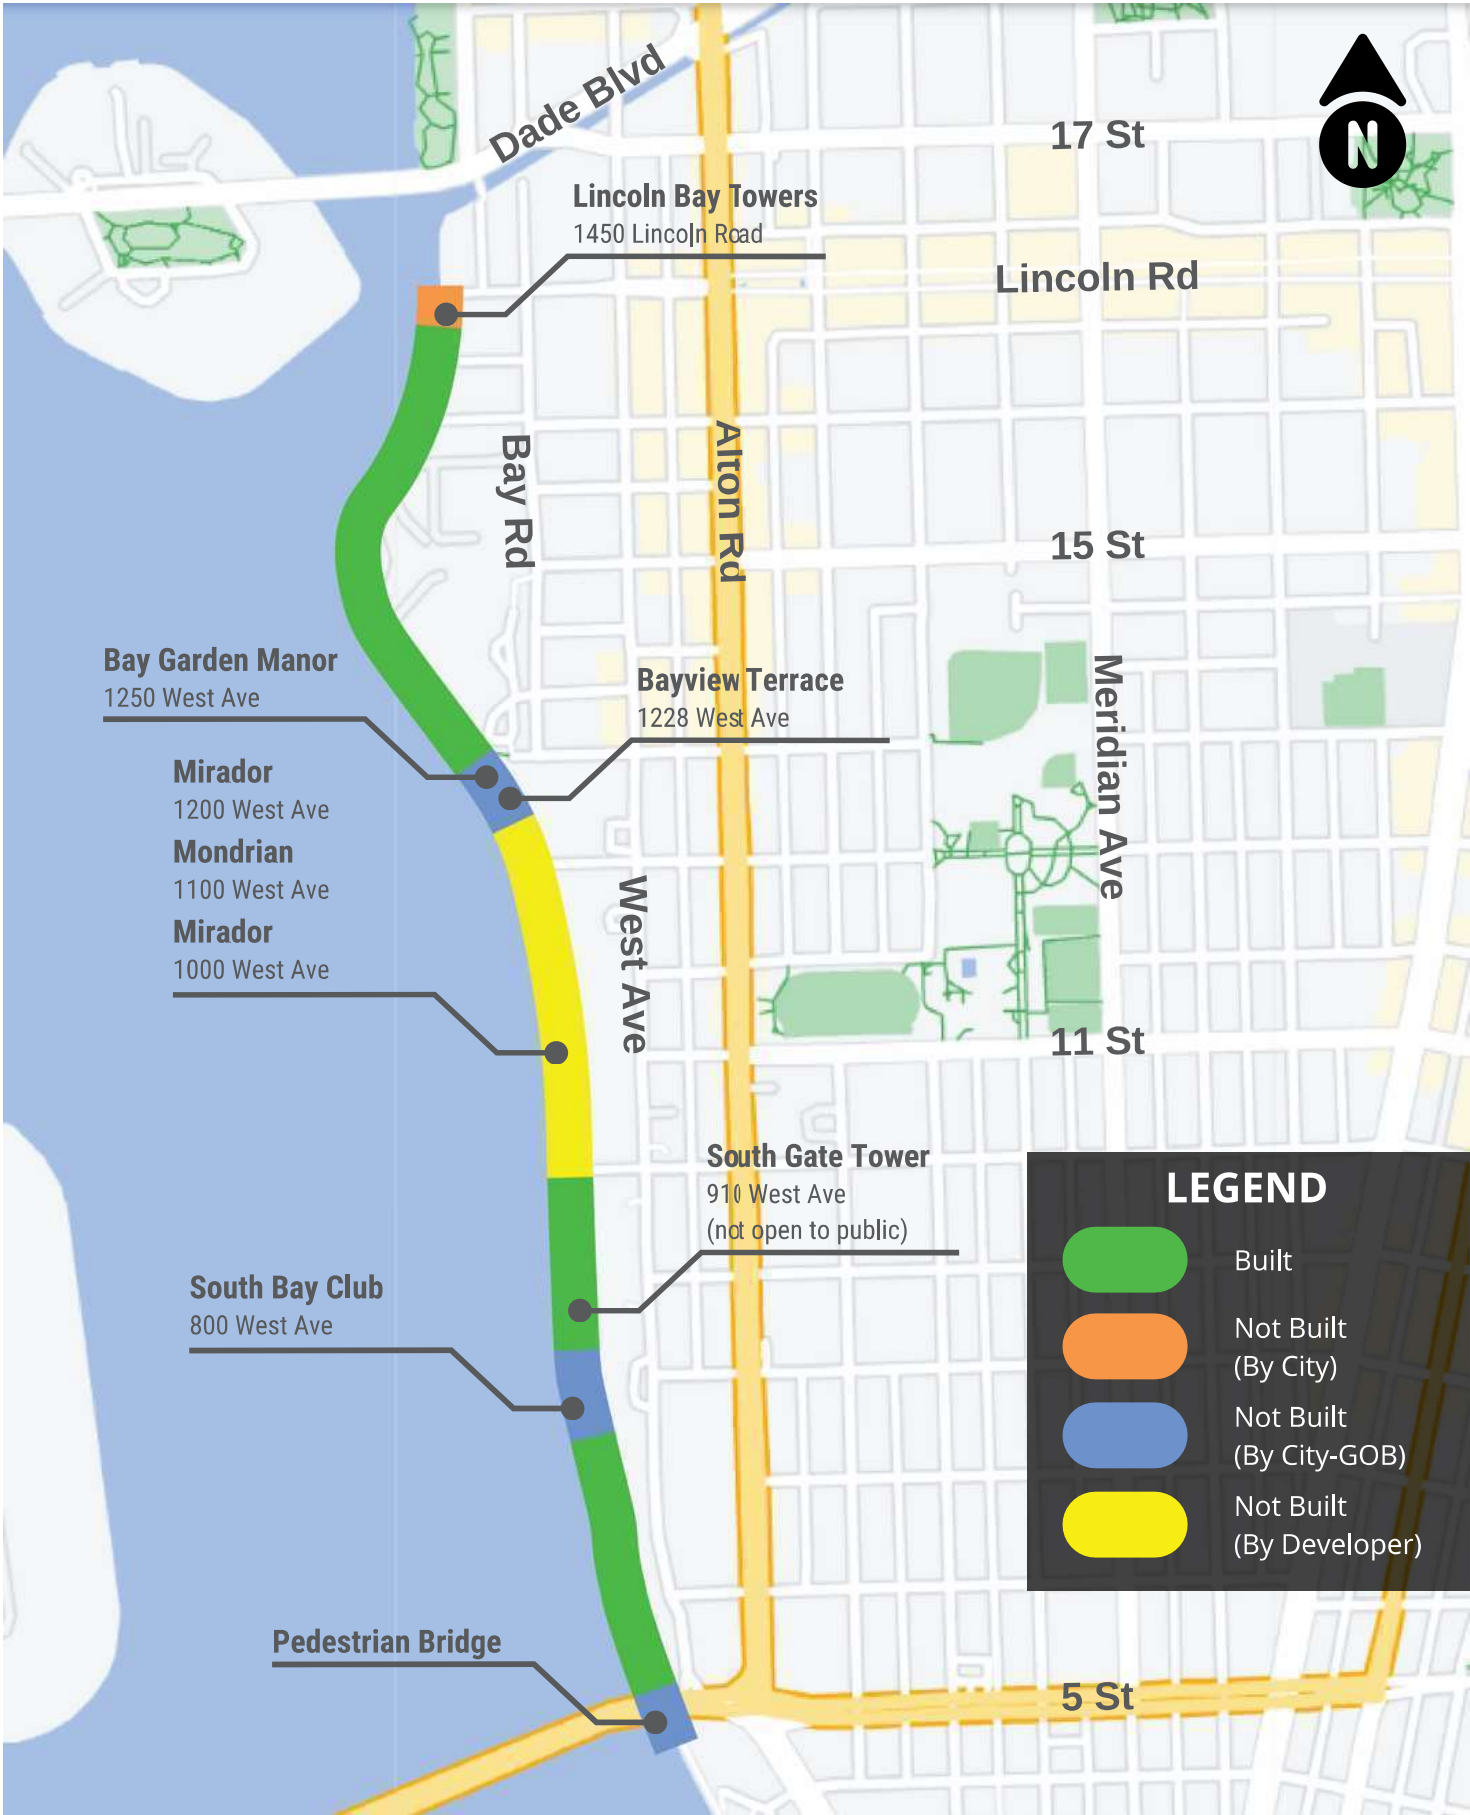 Dade Blvd
17 St
N
Lincoln Bay Towers
1450 Lincoln Road
Lincoln Rd
Bay Rd
Alton Rd
15 St
Bay Garden Manor
1250 West Ave
Bayview Terrace
1228 West Ave
Meridian Ave
Mirador
1200 West Ave
Mondrian
1100 West Ave
Mirador
1000 West Ave
West Ave
11 St
South Gate Tower
910 West Ave
(not open to public)
South Bay Club
800 West Ave
LEGEND
Built
Not Built
(By City)
Not Built
(By City-GOB)
Not Built
(By Developer)
Pedestrian Bridge
5 St